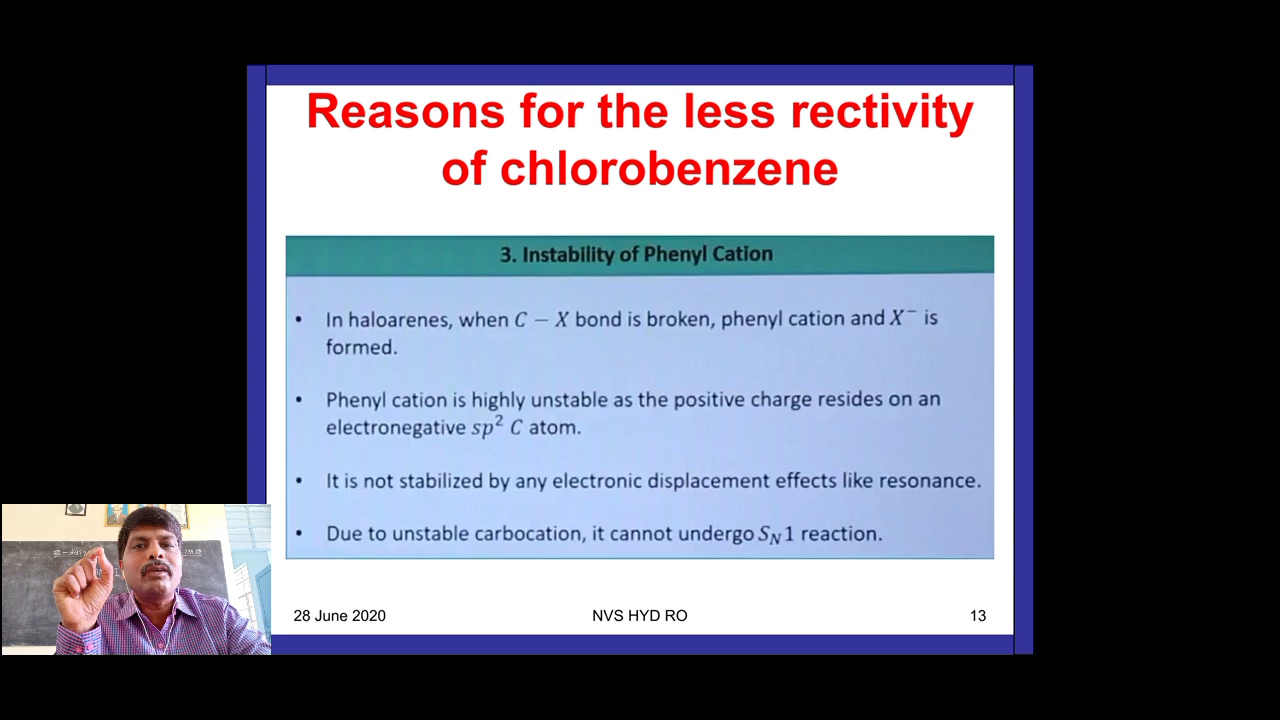 Reasons for the less rectivity
of chlorobenzene
3. Instability of Phenyl Cation
• In haloarenes, when C − X bond is broken, phenyl cation and X⁻ is
formed.
• Phenyl cation is highly unstable as the positive charge resides on an
electronegative sp² C atom.
• It is not stabilized by any electronic displacement effects like resonance.
• Due to unstable carbocation, it cannot undergo S_N1 reaction.
28 June 2020 NVS HYD RO 13